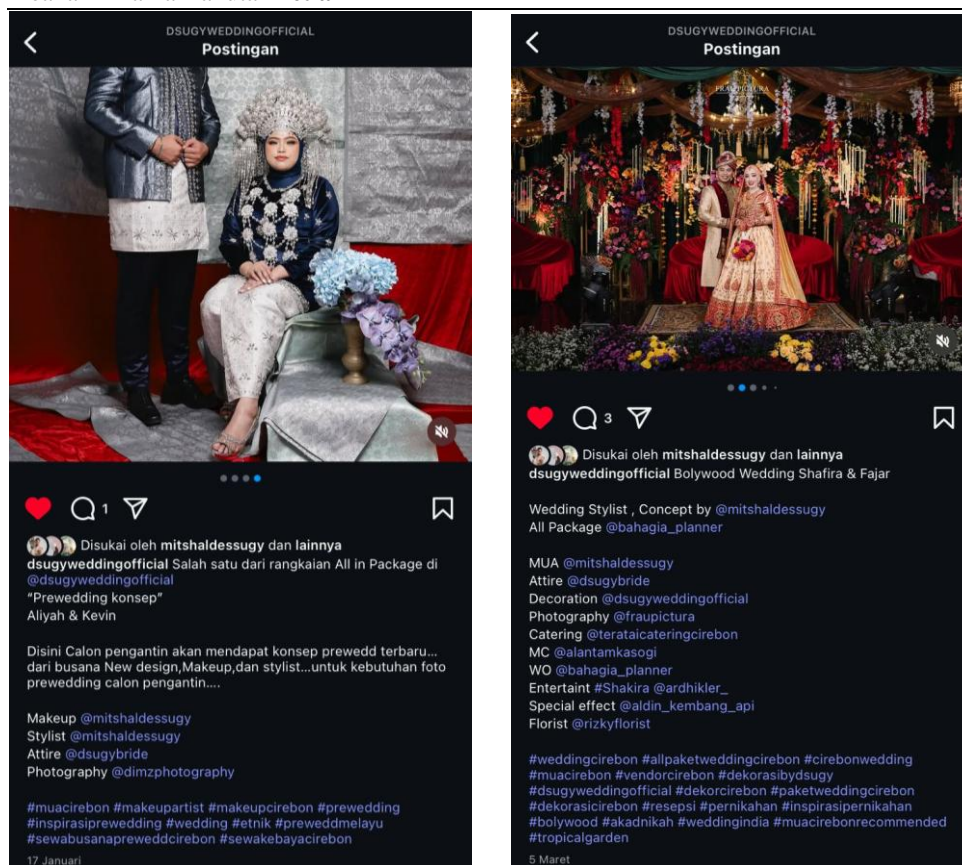 DSUGYWEDDINGOFFICIAL
Postingan
1
Disukai oleh mitshaldessugy dan lainnya
dsugyweddingofficial Salah satu dari rangkaian All in Package di
@dsugyweddingofficial
“Prewedding konsep”
Aliyah & Kevin
Disini Calon pengantin akan mendapat konsep prewedd terbaru...
dari busana New design,Makeup,dan stylist...untuk kebutuhan foto
prewedding calon pengantin....
Makeup @mitshaldessugy
Stylist @mitshaldessugy
Attire @dsugybride
Photography @dimzphotography
#muacirebon #makeupartist #makeupcirebon #prewedding
#inspirasiprewedding #wedding #etnik #preweddmelayu
#sewabusanapreweddcirebon #sewakebayacirebon
17 Januari
DSUGYWEDDINGOFFICIAL
Postingan
FRAUPICTURA
3
Disukai oleh mitshaldessugy dan lainnya
dsugyweddingofficial Bolywood Wedding Shafira & Fajar
Wedding Stylist , Concept by @mitshaldessugy
All Package @bahagia_planner
MUA @mitshaldessugy
Attire @dsugybride
Decoration @dsugyweddingofficial
Photography @fraupictura
Catering @terataicateringcirebon
MC @alantamkasogi
WO @bahagia_planner
Entertaint #Shakira @ardhikler_
Special effect @aldin_kembang_api
Florist @rizkyflorist
#weddingcirebon #allpaketweddingcirebon #cirebonwedding
#muacirebon #vendorcirebon #dekorasibydsugy
#dsugyweddingofficial #dekorcirebon #paketweddingcirebon
#dekorasicirebon #resepsi #pernikahan #inspirasipernikahan
#bolywood #akadnikah #weddingindia #muacirebonrecommended
#tropicalgarden
5 Maret